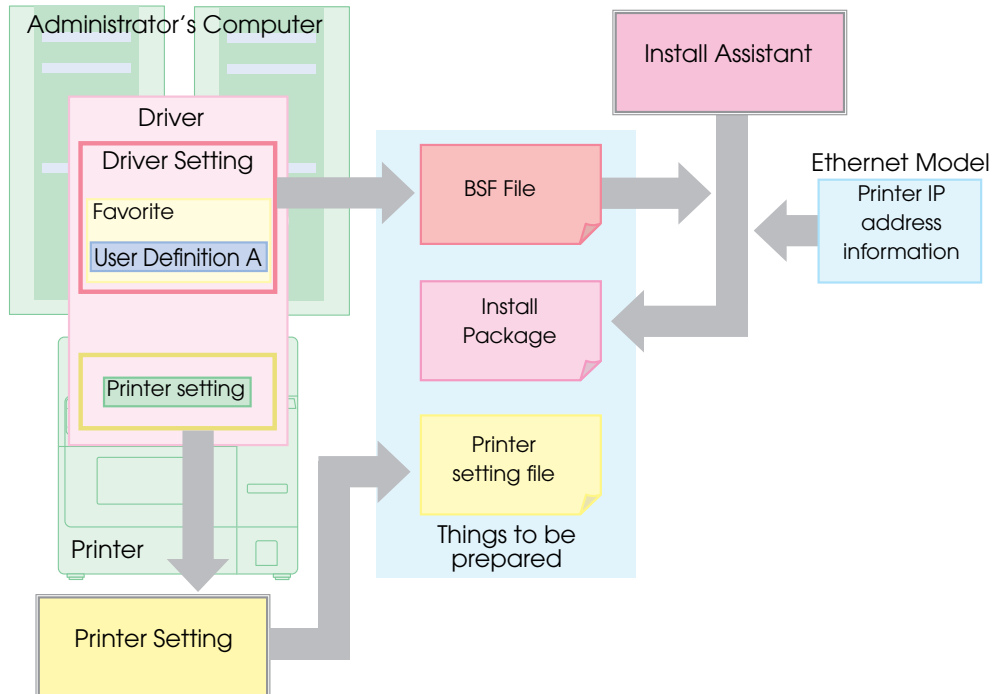 Administrator's Computer
Driver
Driver Setting
Favorite
User Definition A
Printer setting
Printer
Printer Setting
BSF File
Install
Package
Printer
setting file
Things to be
prepared
Install Assistant
Ethernet Model
Printer IP
address
information